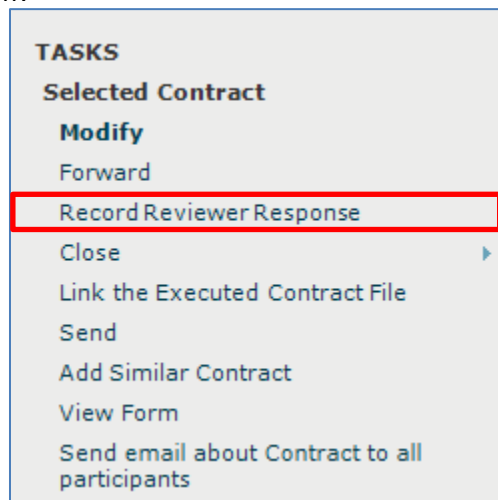 TASKS
Selected Contract
Modify
Forward
Record Reviewer Response
Close
Link the Executed Contract File
Send
Add Similar Contract
View Form
Send email about Contract to all
participants